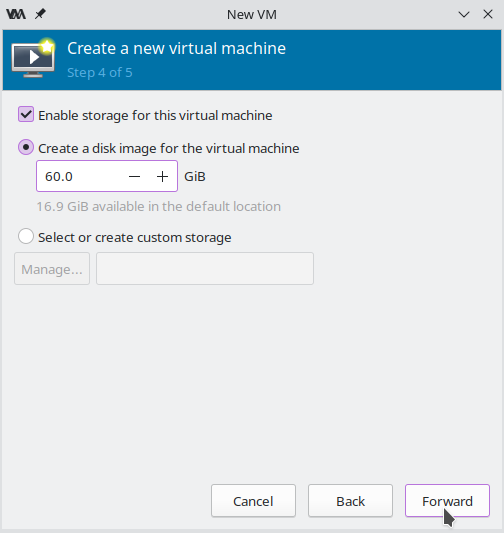 New VM
Create a new virtual machine
Step 4 of 5
Enable storage for this virtual machine
Create a disk image for the virtual machine
60.0 GiB
16.9 GiB available in the default location
Select or create custom storage
Manage...
Cancel Back Forward